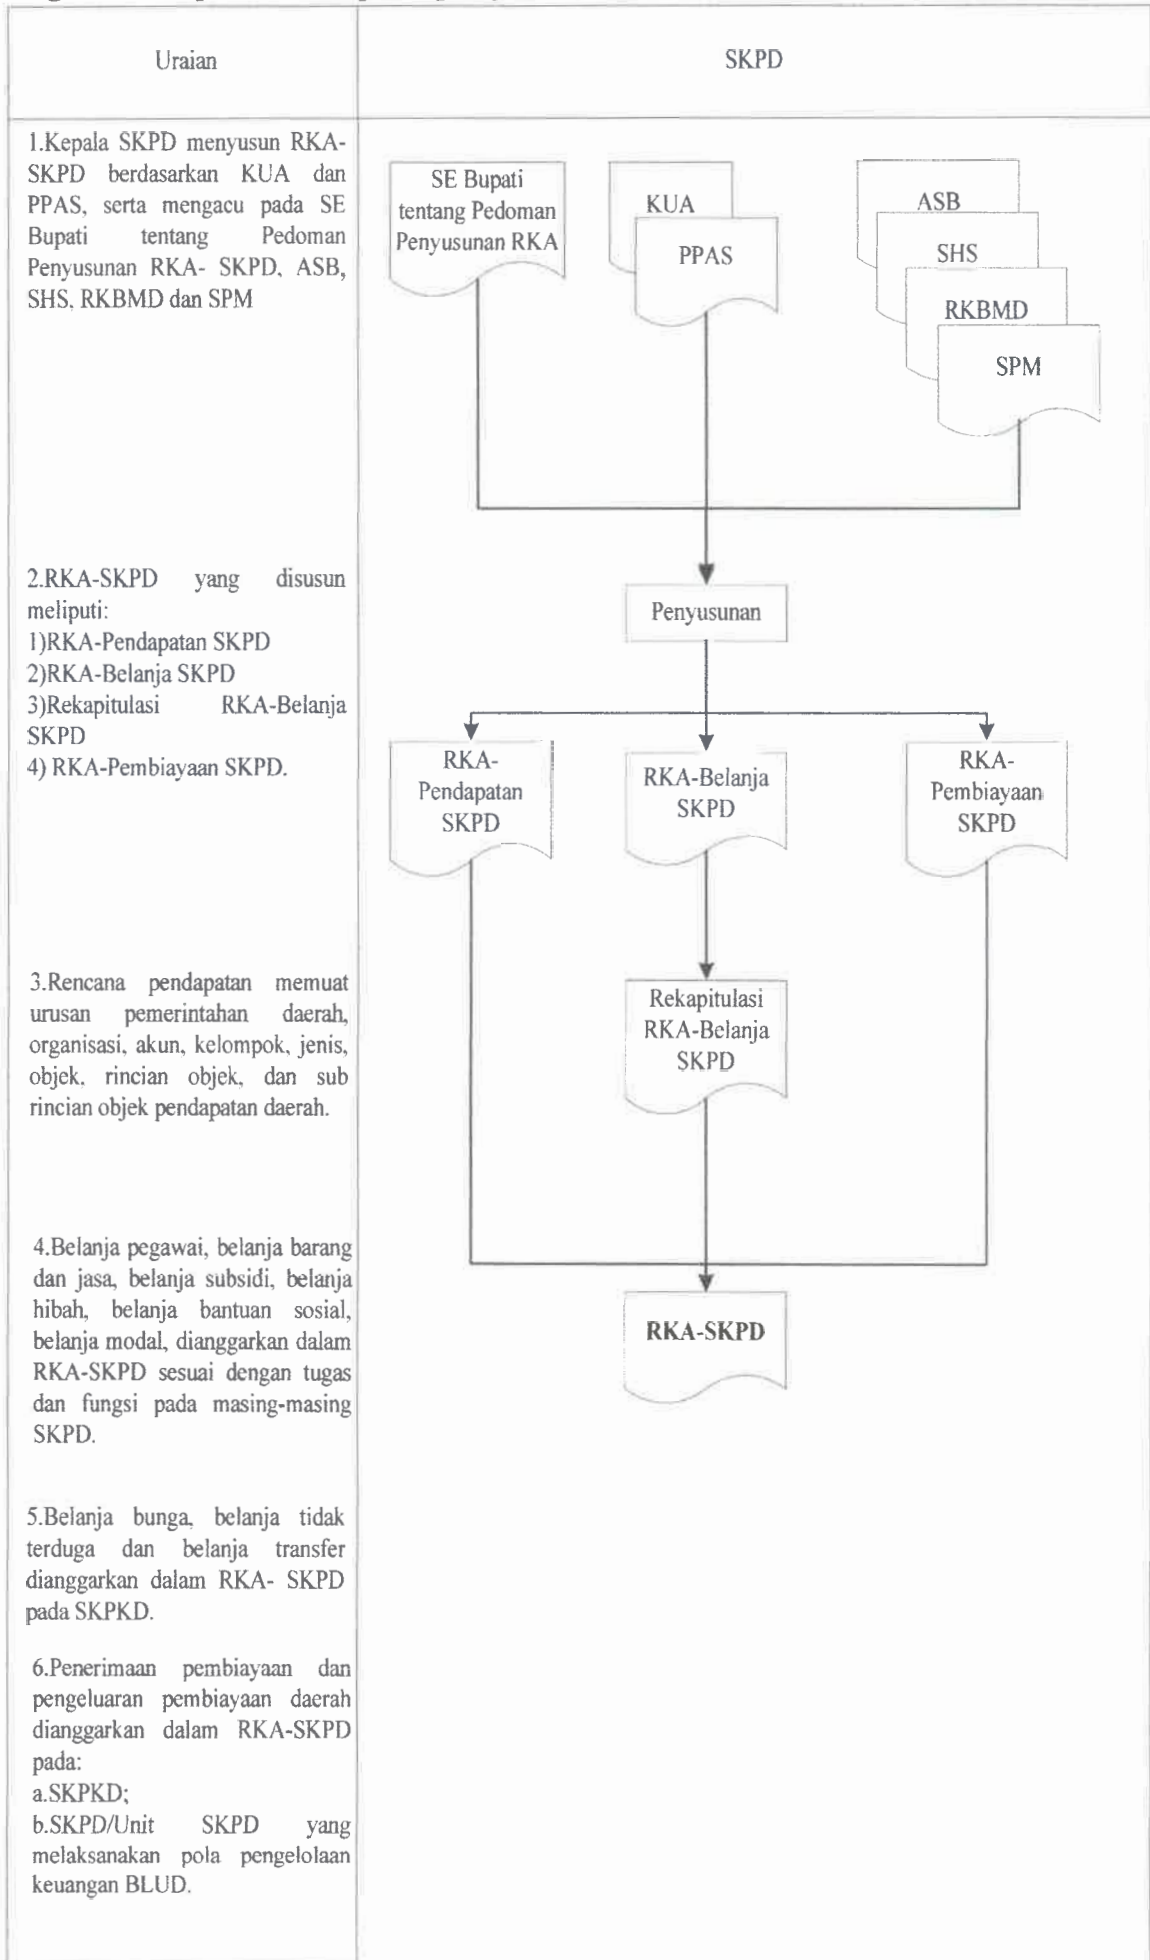 Uraian
SKPD
1.Kepala SKPD menyusun RKA-
SKPD berdasarkan KUA dan
PPAS, serta mengacu pada SE
Bupati tentang Pedoman
Penyusunan RKA- SKPD, ASB,
SHS, RKBMD dan SPM
SE Bupati
tentang Pedoman
Penyusunan RKA
KUA
PPAS
ASB
SHS
RKBMD
SPM
2.RKA-SKPD yang disusun
meliputi:
1)RKA-Pendapatan SKPD
2)RKA-Belanja SKPD
3)Rekapitulasi RKA-Belanja
SKPD
4) RKA-Pembiayaan SKPD.
Penyusunan
RKA-
Pendapatan
SKPD
RKA-Belanja
SKPD
RKA-
Pembiayaan
SKPD
3.Rencana pendapatan memuat
urusan pemerintahan daerah,
organisasi, akun, kelompok, jenis,
objek, rincian objek, dan sub
rincian objek pendapatan daerah.
Rekapitulasi
RKA-Belanja
SKPD
4.Belanja pegawai, belanja barang
dan jasa, belanja subsidi, belanja
hibah, belanja bantuan sosial,
belanja modal, dianggarkan dalam
RKA-SKPD sesuai dengan tugas
dan fungsi pada masing-masing
SKPD.
RKA-SKPD
5.Belanja bunga, belanja tidak
terduga dan belanja transfer
dianggarkan dalam RKA- SKPD
pada SKPKD.
6.Penerimaan pembiayaan dan
pengeluaran pembiayaan daerah
dianggarkan dalam RKA-SKPD
pada:
a.SKPKD;
b.SKPD/Unit SKPD yang
melaksanakan pola pengelolaan
keuangan BLUD.